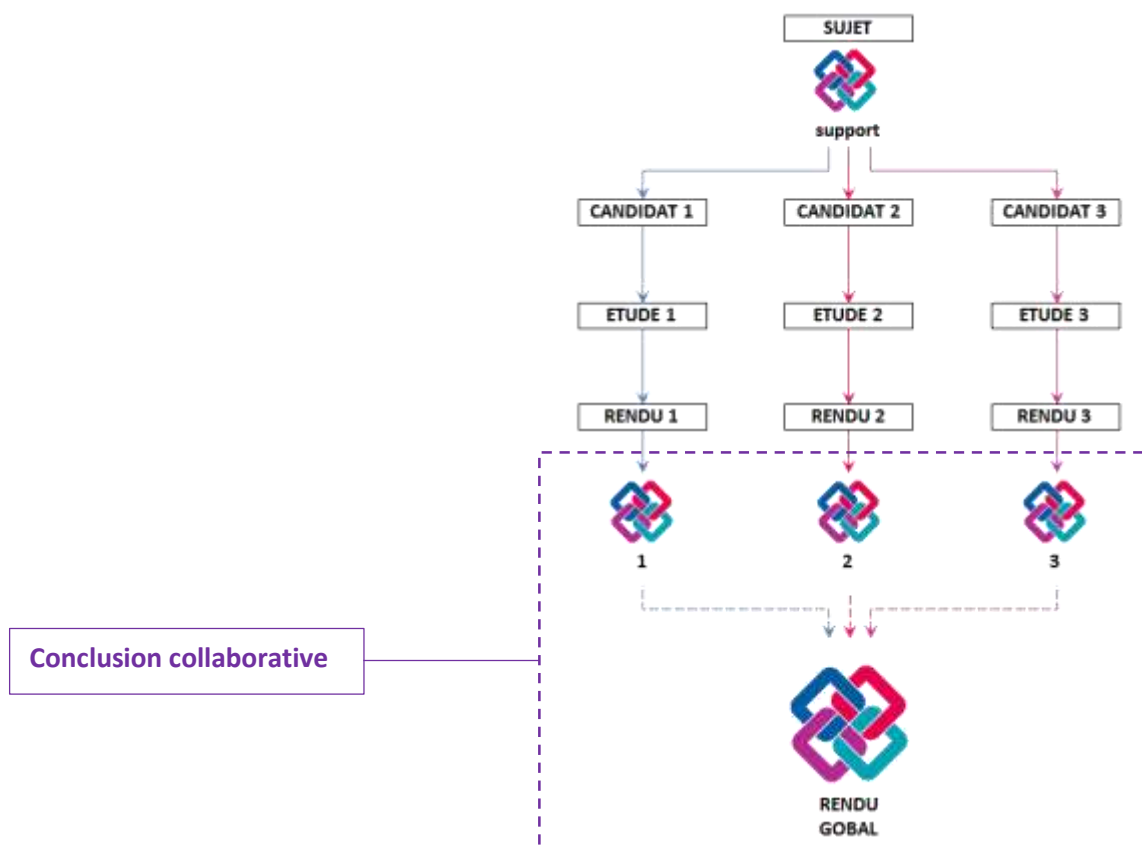 SUJET
support
CANDIDAT 1
CANDIDAT 2
CANDIDAT 3
ETUDE 1
ETUDE 2
ETUDE 3
RENDU 1
RENDU 2
RENDU 3
1
2
3
Conclusion collaborative
RENDU
GOBAL